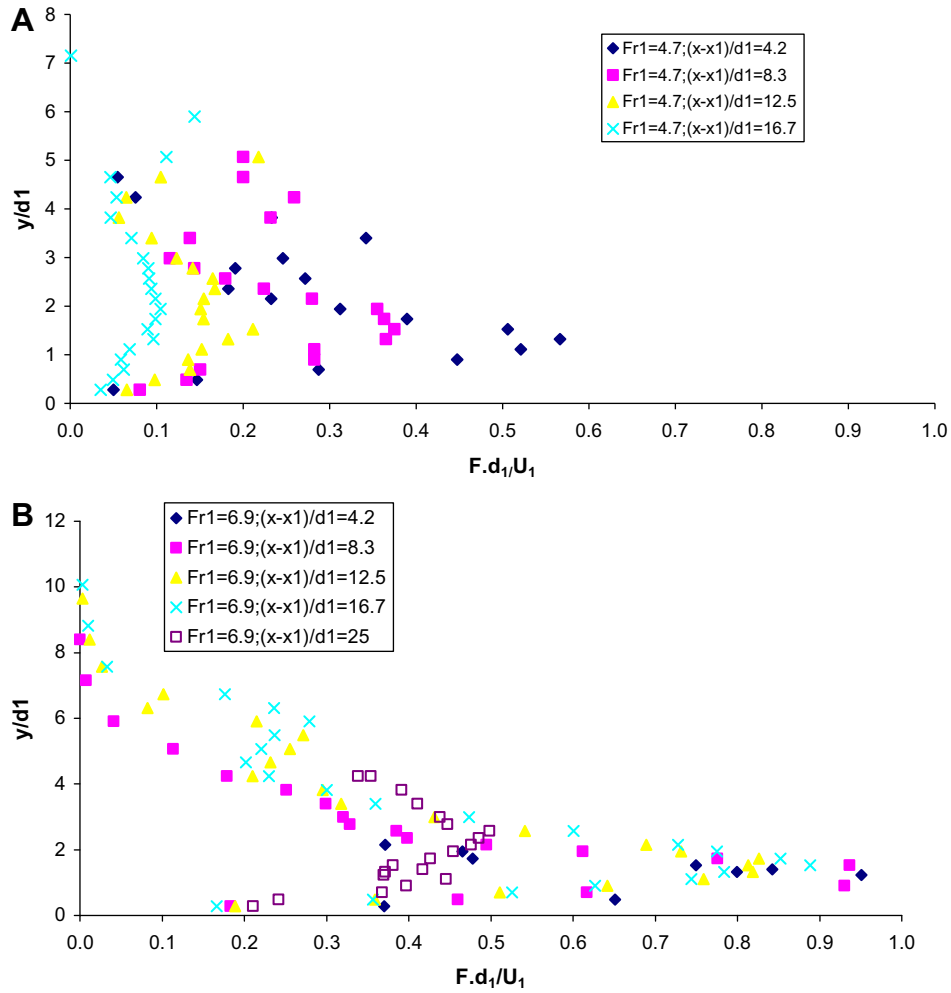 A
8
7
6
5
4
3
2
1
0
y/d1
Fr1=4.7;(x-x1)/d1=4.2
Fr1=4.7;(x-x1)/d1=8.3
Fr1=4.7;(x-x1)/d1=12.5
Fr1=4.7;(x-x1)/d1=16.7
0.0 0.1 0.2 0.3 0.4 0.5 0.6 0.7 0.8 0.9 1.0
F.d₁/U₁
B
12
10
8
6
4
2
0
y/d1
Fr1=6.9;(x-x1)/d1=4.2
Fr1=6.9;(x-x1)/d1=8.3
Fr1=6.9;(x-x1)/d1=12.5
Fr1=6.9;(x-x1)/d1=16.7
Fr1=6.9;(x-x1)/d1=25
0.0 0.1 0.2 0.3 0.4 0.5 0.6 0.7 0.8 0.9 1.0
F.d₁/U₁